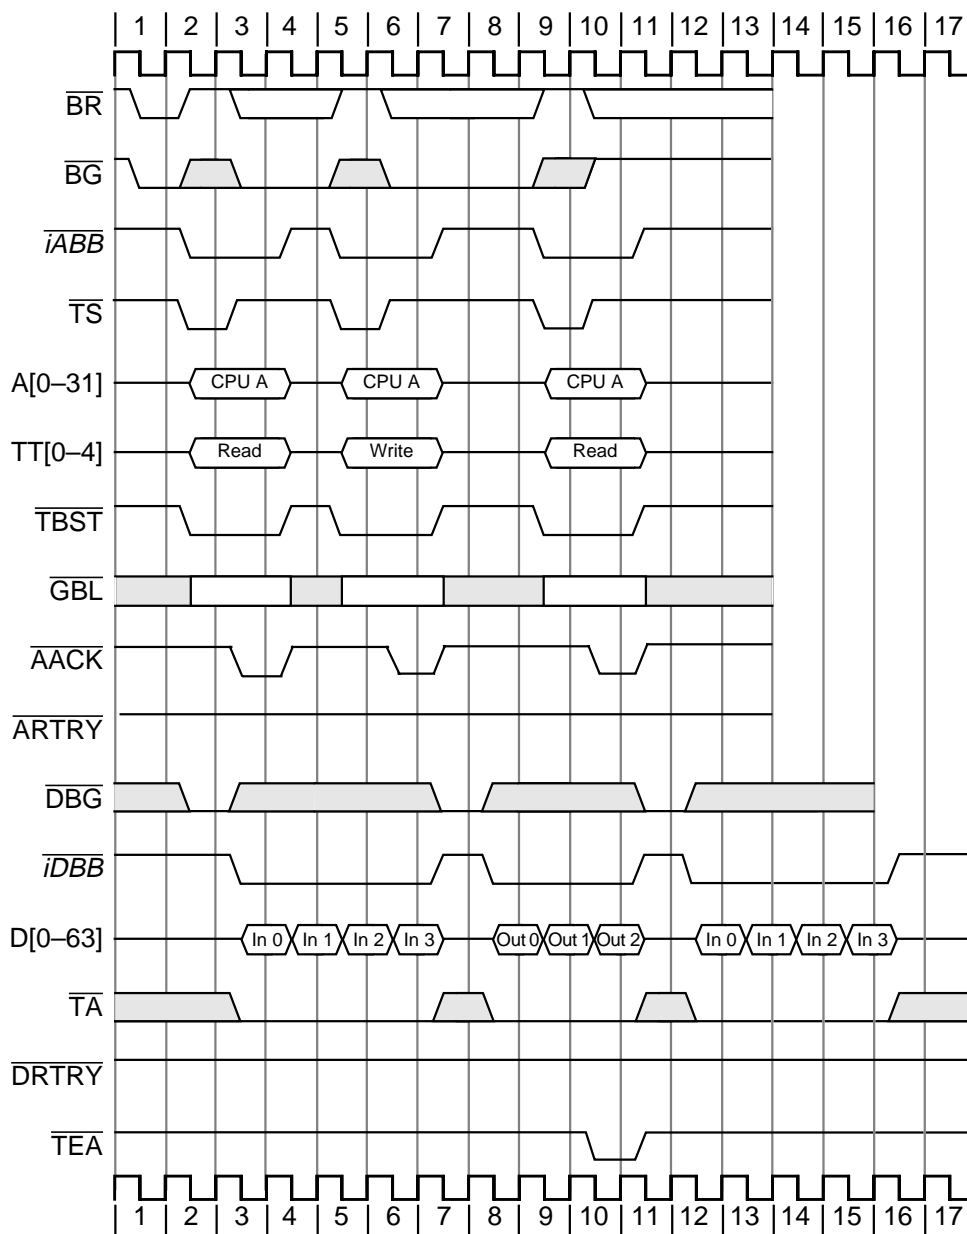 1 2 3 4 5 6 7 8 9 10 11 12 13 14 15 16 17
BR
BG
iABB
TS
A[0–31] CPU A CPU A CPU A
TT[0–4] Read Write Read
TBST
GBL
AACK
ARTRY
DBG
iDBB
D[0–63] In 0 In 1 In 2 In 3 Out 0 Out 1 Out 2 In 0 In 1 In 2 In 3
TA
DRTRY
TEA
1 2 3 4 5 6 7 8 9 10 11 12 13 14 15 16 17